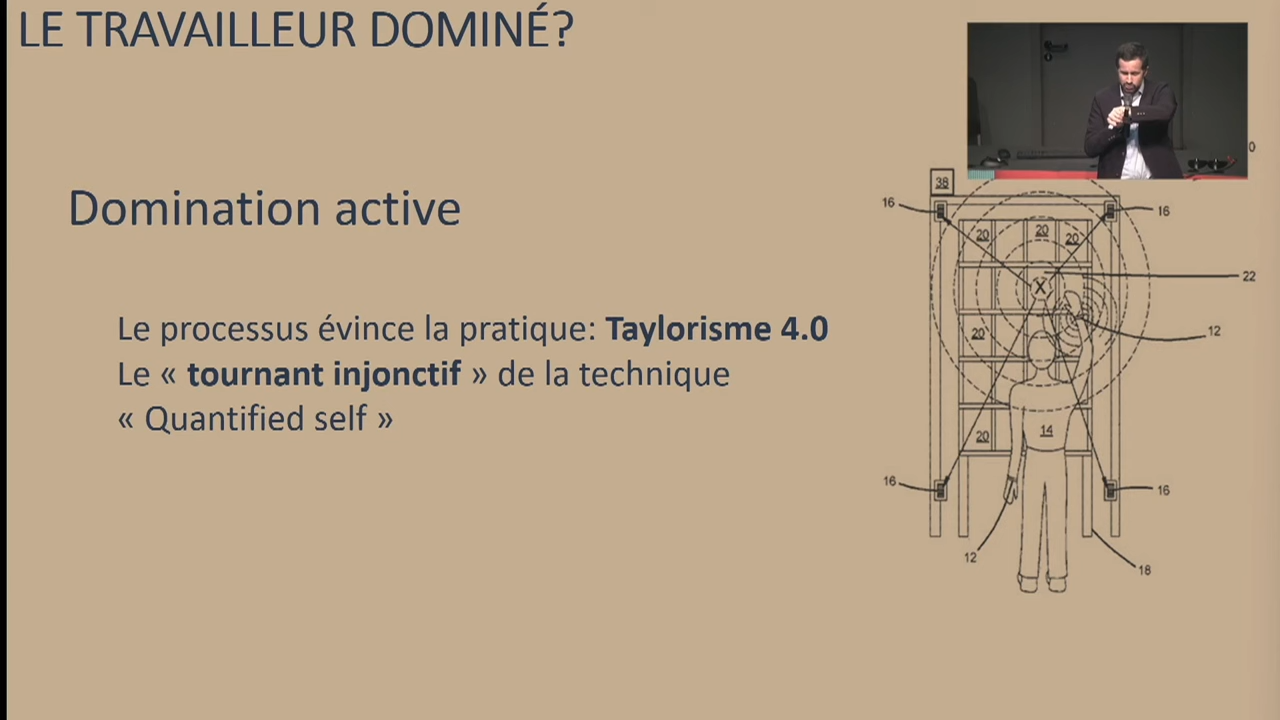 LE TRAVAILLEUR DOMINÉ?
Domination active
Le processus évince la pratique: Taylorisme 4.0
Le « tournant injonctif » de la technique
« Quantified self »
0
38
16
16
20
20
20
22
X
12
20
20
14
16
16
12
18